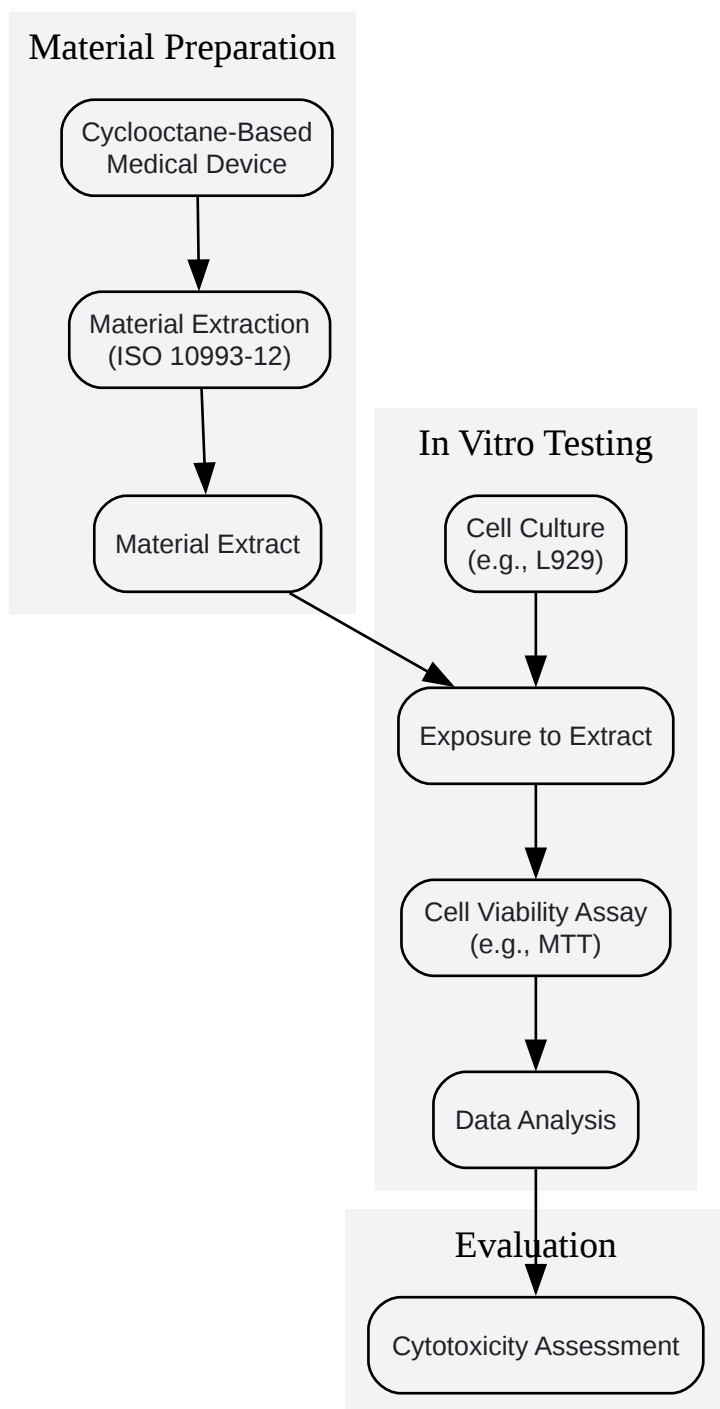 Material Preparation
Cyclooctane-Based
Medical Device
Material Extraction
(ISO 10993-12)
Material Extract
In Vitro Testing
Cell Culture
(e.g., L929)
Exposure to Extract
Cell Viability Assay
(e.g., MTT)
Data Analysis
Evaluation
Cytotoxicity Assessment